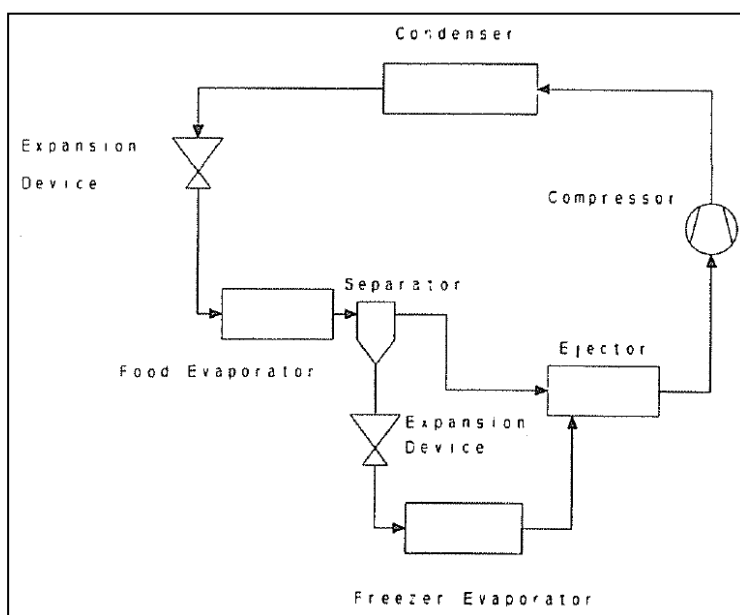 Condenser
Expansion
Device
Compressor
Separator
Ejector
Food Evaporator
Expansion
Device
Freezer Evaporator